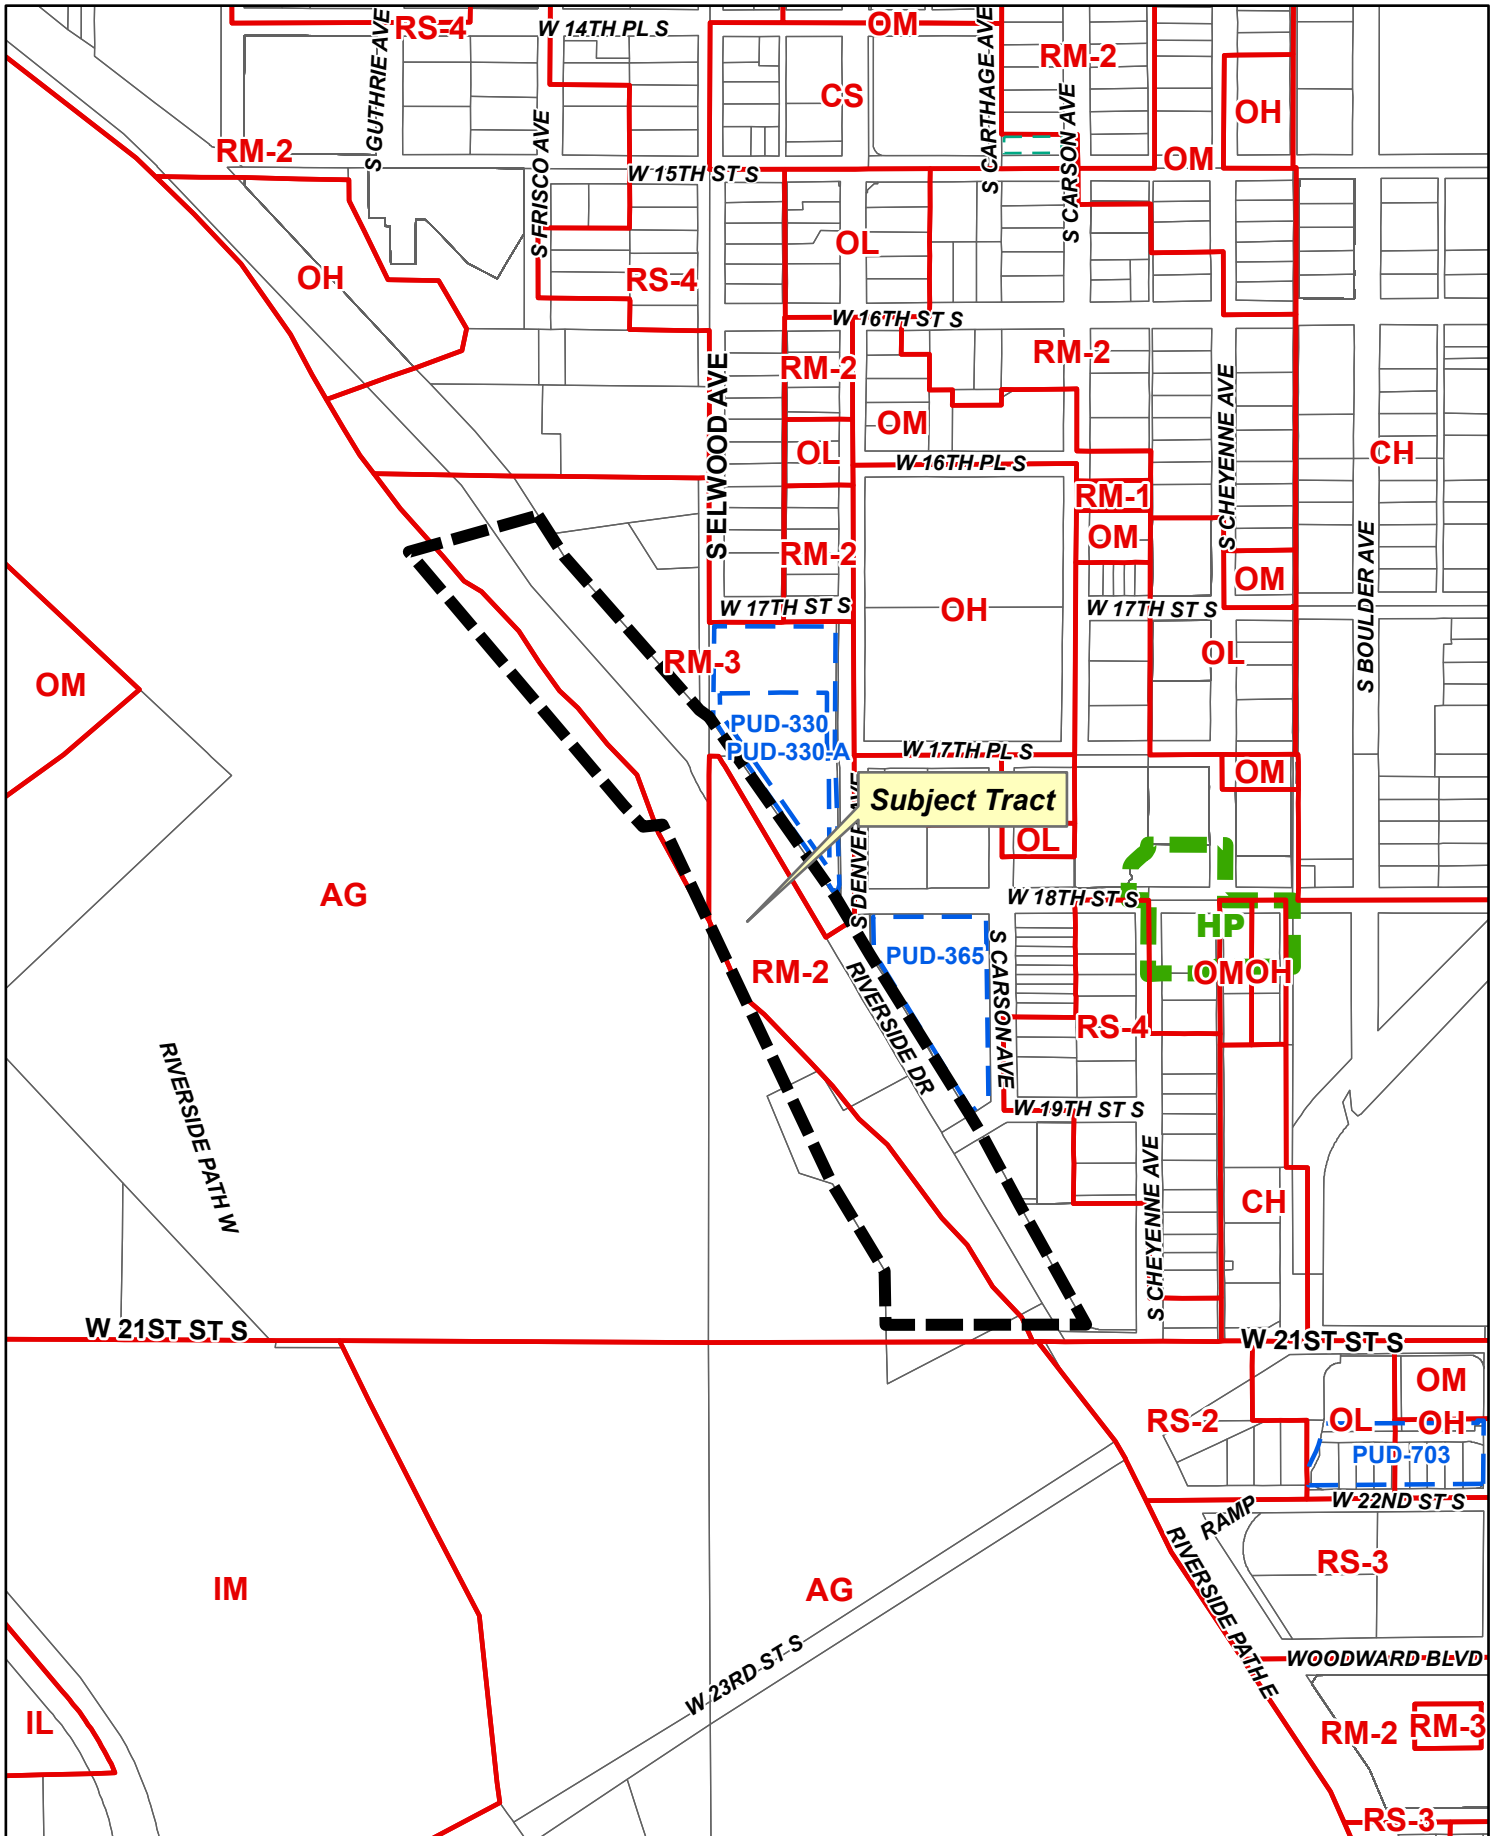 RS-4
W 14TH PL S
OM
S GUTHRIE AVE
S CARTHAGE AVE
RM-2
CS
OH
S CARSON AVE
RM-2
S FRISCO AVE
OM
W 15TH ST S
OL
OH
RS-4
W 16TH ST S
RM-2
RM-2
S ELWOOD AVE
S CHEYENNE AVE
OM
OL
CH
W 16TH PL S
RM-1
OM
RM-2
OM
S BOULDER AVE
W 17TH ST S
OH
W 17TH ST S
OL
RM-3
OM
PUD-330
PUD-330-A
W 17TH PL S
OM
Subject Tract
S DENVER AVE
OL
AG
W 18TH ST S
HP
PUD-365
RM-2
OM
OH
S CARSON AVE
RIVERSIDE DR
RS-4
W 19TH ST S
RIVERSIDE PATH W
S CHEYENNE AVE
CH
W 21ST ST S
W 21ST ST S
OM
RS-2
OL
OH
PUD-703
W 22ND ST S
RAMP
RIVERSIDE PATH E
RS-3
IM
AG
WOODWARD BLVD
W 23RD ST S
IL
RM-2
RM-3
RS-3